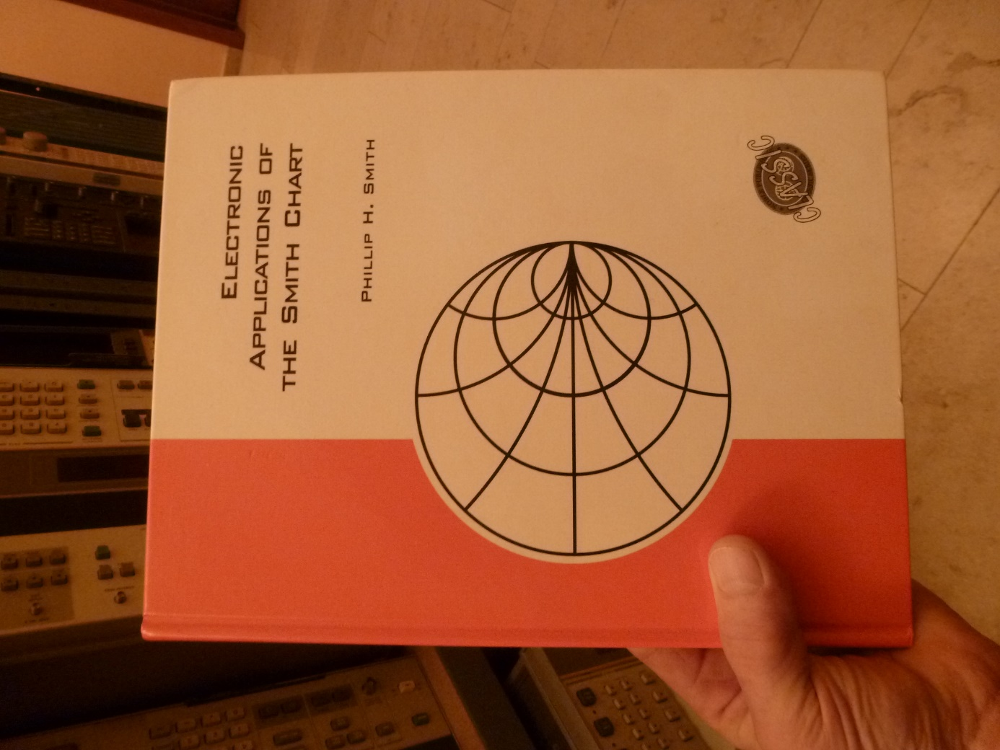 Electronic
Applications of
the Smith Chart
Phillip H. Smith
CLASSIC